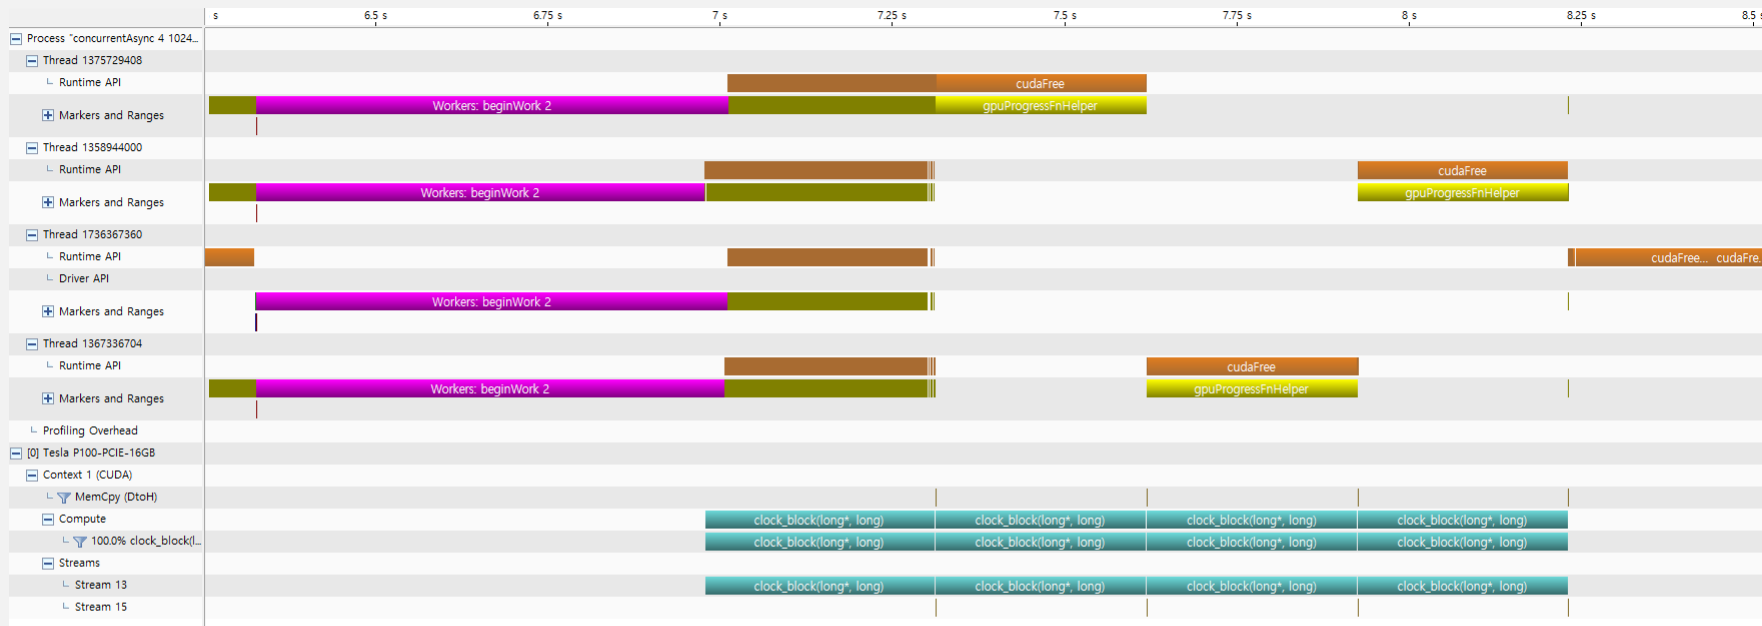 s 6.5 s 6.75 s 7 s 7.25 s 7.5 s 7.75 s 8 s 8.25 s 8.5 s
Process "concurrentAsync 4 1024...
Thread 1375729408
Runtime API cudaFree
Markers and Ranges Workers: beginWork 2 gpuProgressFnHelper
Thread 1358944000
Runtime API cudaFree
Markers and Ranges Workers: beginWork 2 gpuProgressFnHelper
Thread 1736367360
Runtime API cudaFree... cudaFre...
Driver API
Markers and Ranges Workers: beginWork 2
Thread 1367336704
Runtime API cudaFree
Markers and Ranges Workers: beginWork 2 gpuProgressFnHelper
Profiling Overhead
[0] Tesla P100-PCIE-16GB
Context 1 (CUDA)
MemCpy (DtoH)
Compute clock_block(long*, long) clock_block(long*, long) clock_block(long*, long) clock_block(long*, long)
100.0% clock_block(l... clock_block(long*, long) clock_block(long*, long) clock_block(long*, long) clock_block(long*, long)
Streams
Stream 13 clock_block(long*, long) clock_block(long*, long) clock_block(long*, long) clock_block(long*, long)
Stream 15